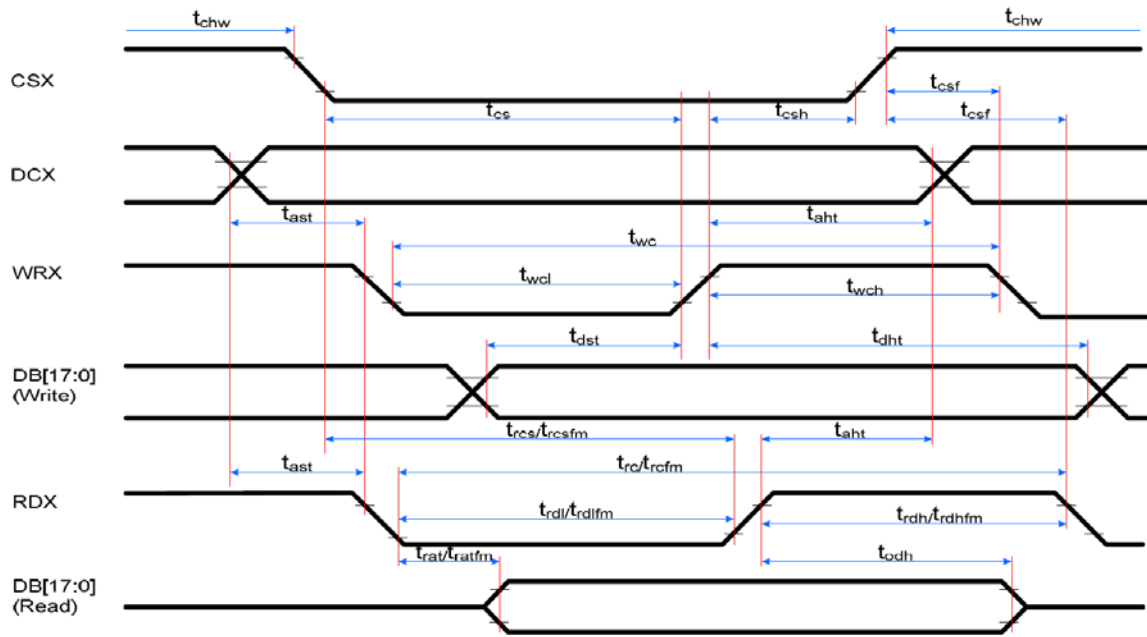 tchw tchw
CSX
tcsf
tcs tcsh tcsf
DCX
tast taht
twc
WRX
twcl twch
tdst tdht
DB[17:0]
(Write)
trcs/trcsfm taht
tast trc/trcfm
RDX
trdl/trdlfm trdh/trdhfm
trat/tratfm todh
DB[17:0]
(Read)